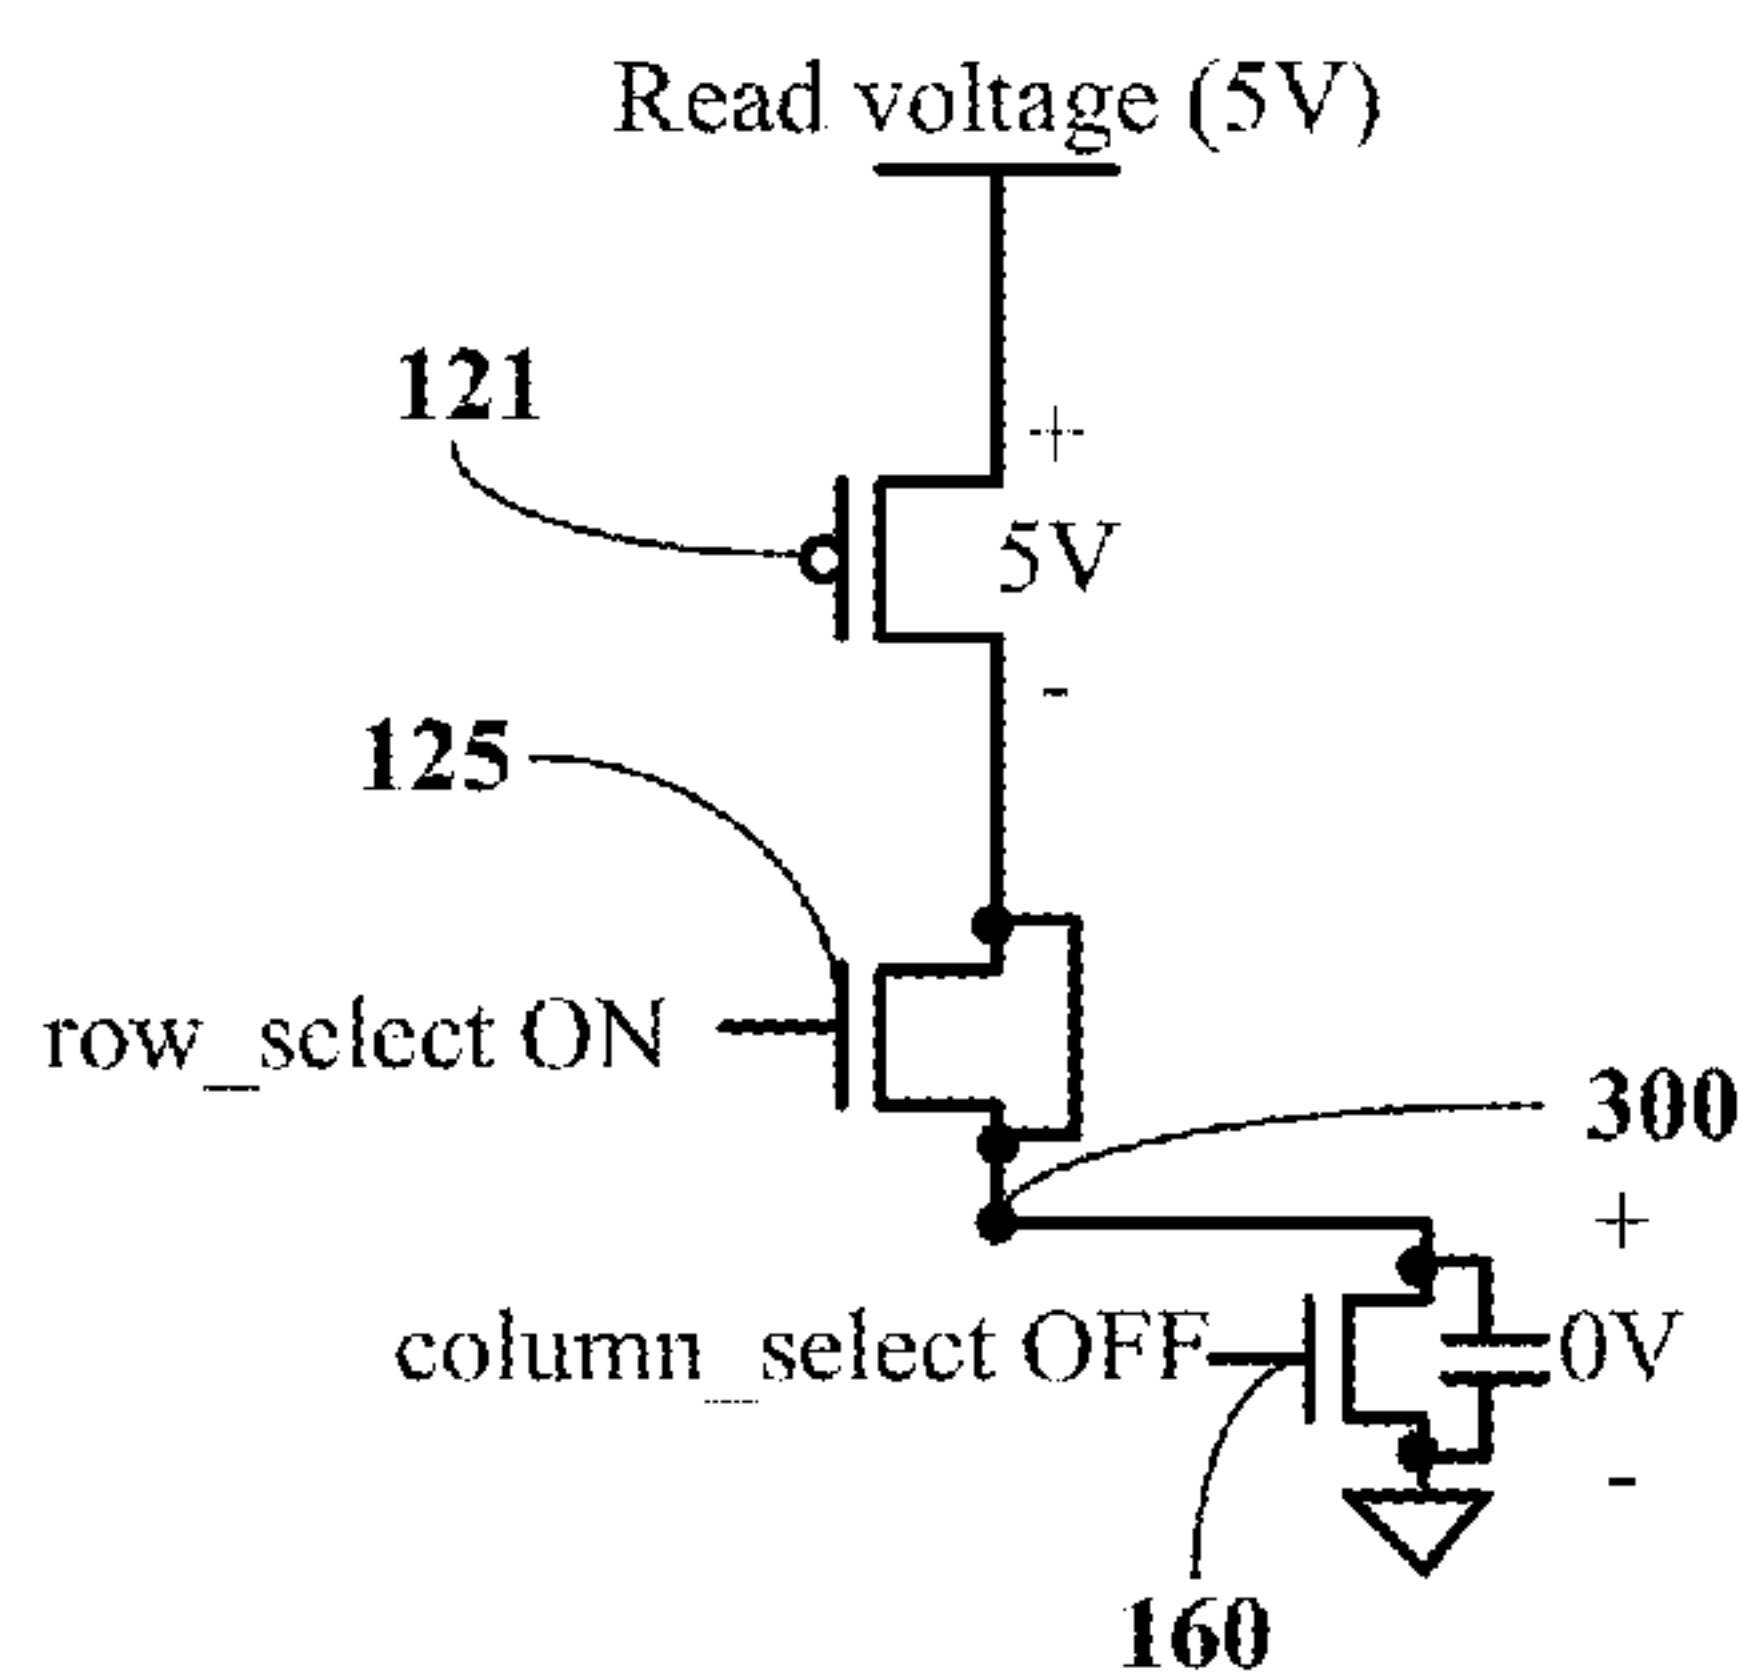 Read voltage (5V)
121
+
5V
-
125
row_select ON
300
+
column_select OFF
0V
-
160